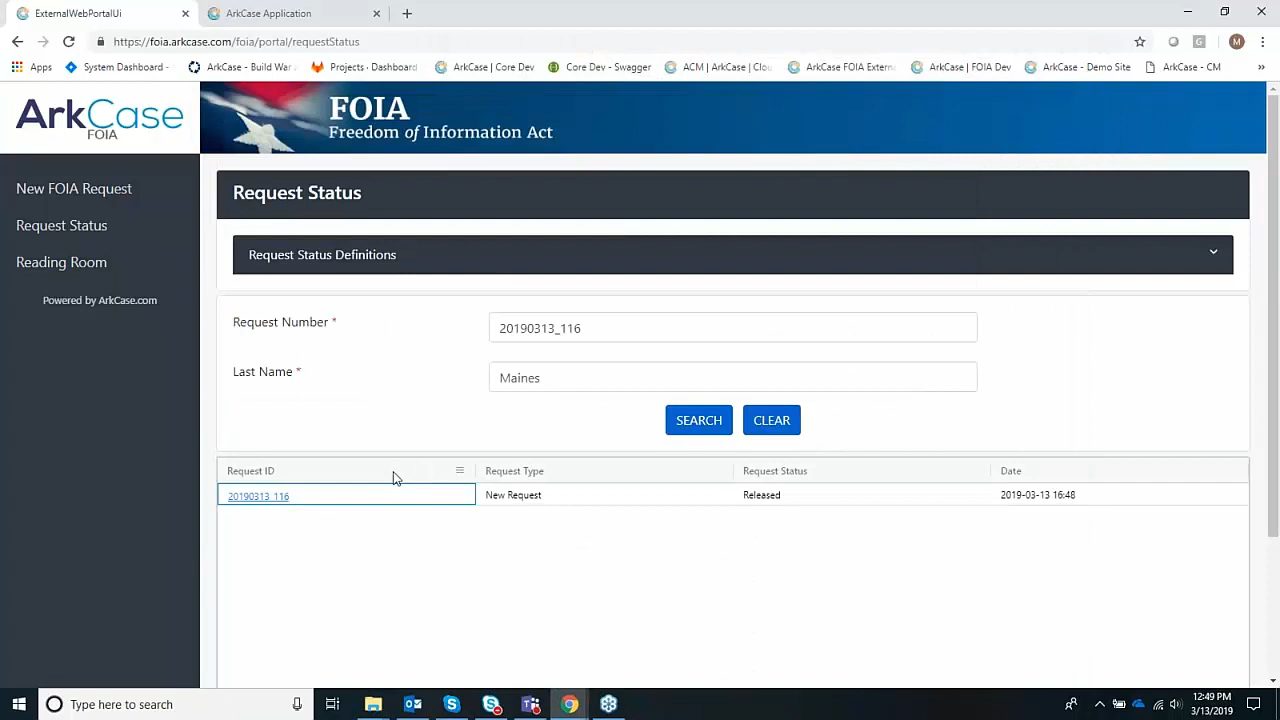 ExternalWebPortalUi
ArkCase Application
https://foia.arkcase.com/foia/portal/requestStatus
M
Apps
System Dashboard -
ArkCase - Build War
Projects · Dashboard
ArkCase | Core Dev
Core Dev - Swagger
ACM | ArkCase | Clou
ArkCase FOIA Extern
ArkCase | FOIA Dev
ArkCase - Demo Site
ArkCase - CM
ArkCase
FOIA
FOIA
Freedom of Information Act
New FOIA Request
Request Status
Reading Room
Powered by ArkCase.com
Request Status
Request Status Definitions
Request Number *
20190313_116
Last Name *
Maines
SEARCH
CLEAR
Request ID
Request Type
Request Status
Date
20190313_116
New Request
Released
2019-03-13 16:48
Type here to search
12:49 PM
3/13/2019